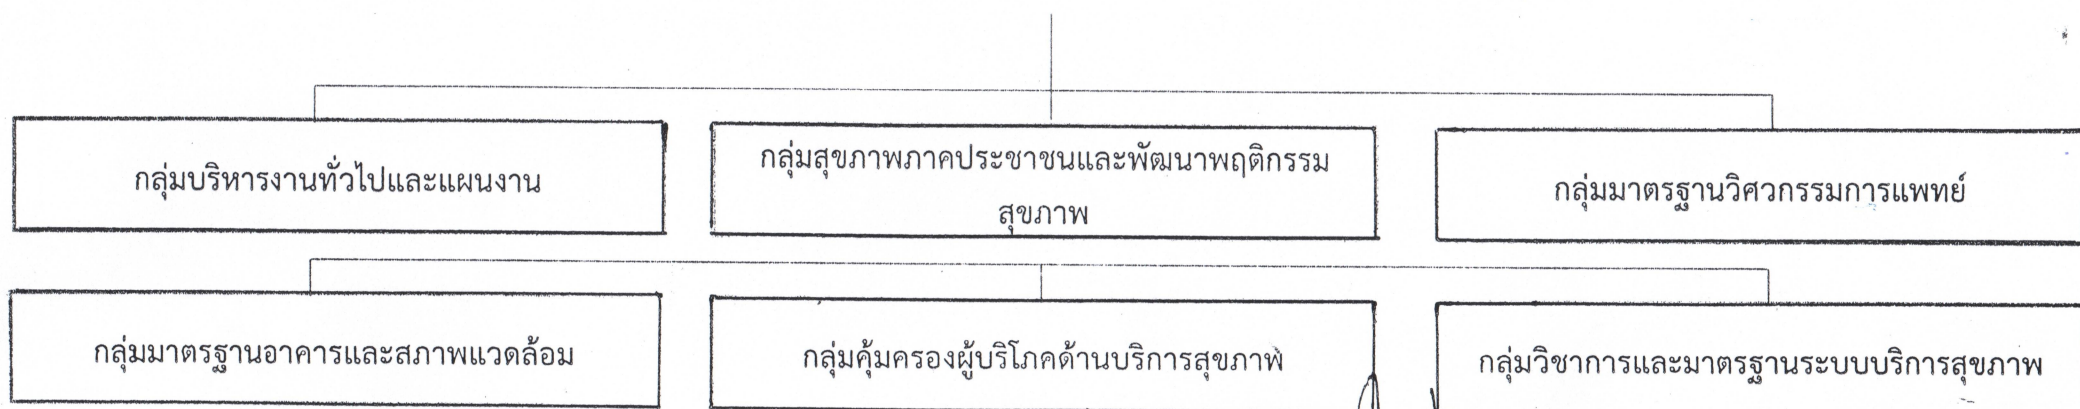 กลุ่มบริหารงานทั่วไปและแผนงาน
กลุ่มสุขภาพภาคประชาชนและพัฒนาพฤติกรรม
สุขภาพ
กลุ่มมาตรฐานวิศวกรรมการแพทย์
กลุ่มมาตรฐานอาคารและสภาพแวดล้อม
กลุ่มคุ้มครองผู้บริโภคด้านบริการสุขภาพ
กลุ่มวิชาการและมาตรฐานระบบบริการสุขภาพ